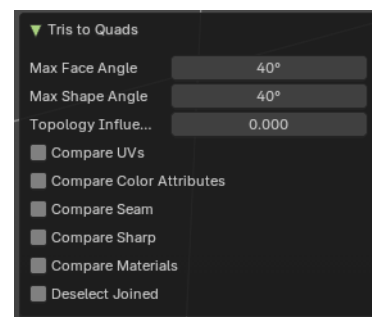 Tris to Quads
Max Face Angle 40°
Max Shape Angle 40°
Topology Influe... 0.000
Compare UVs
Compare Color Attributes
Compare Seam
Compare Sharp
Compare Materials
Deselect Joined